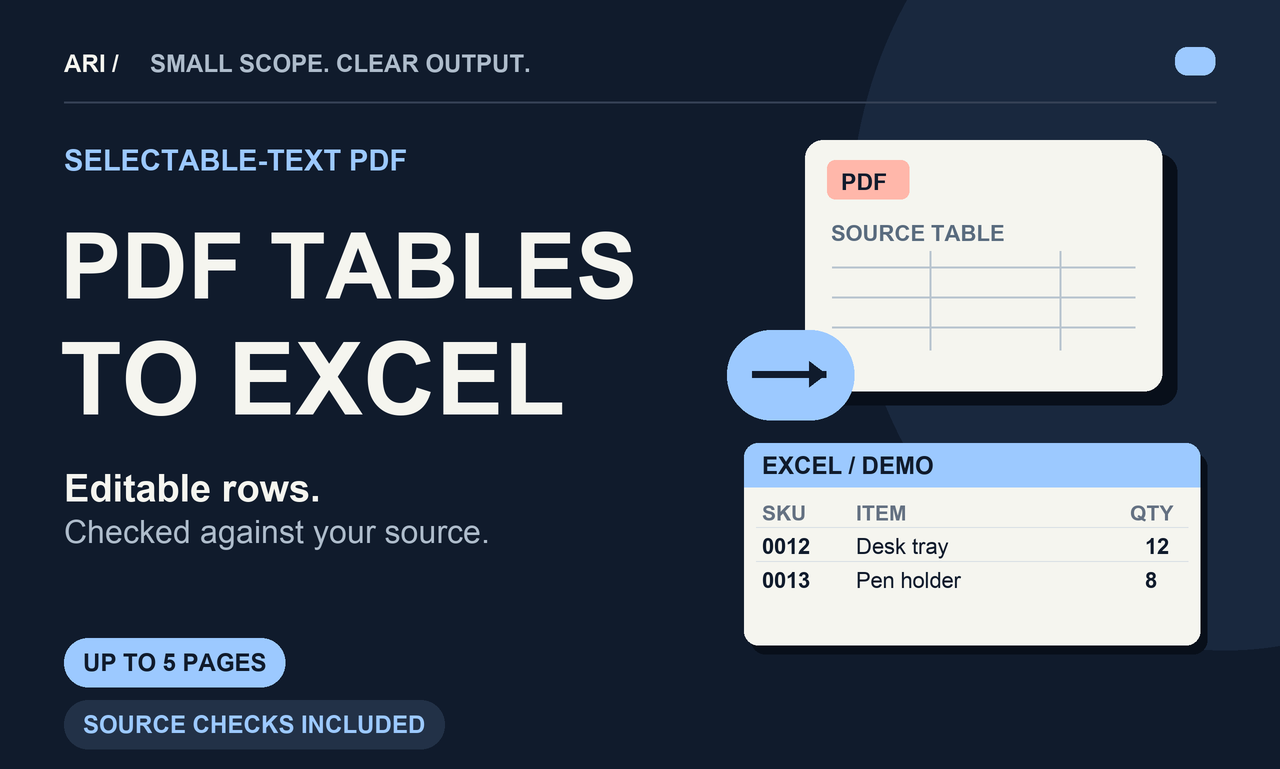 ARI / SMALL SCOPE. CLEAR OUTPUT.
SELECTABLE-TEXT PDF
PDF TABLES
TO EXCEL
Editable rows.
Checked against your source.
UP TO 5 PAGES
SOURCE CHECKS INCLUDED
PDF
SOURCE TABLE
EXCEL / DEMO
SKU ITEM QTY
0012 Desk tray 12
0013 Pen holder 8